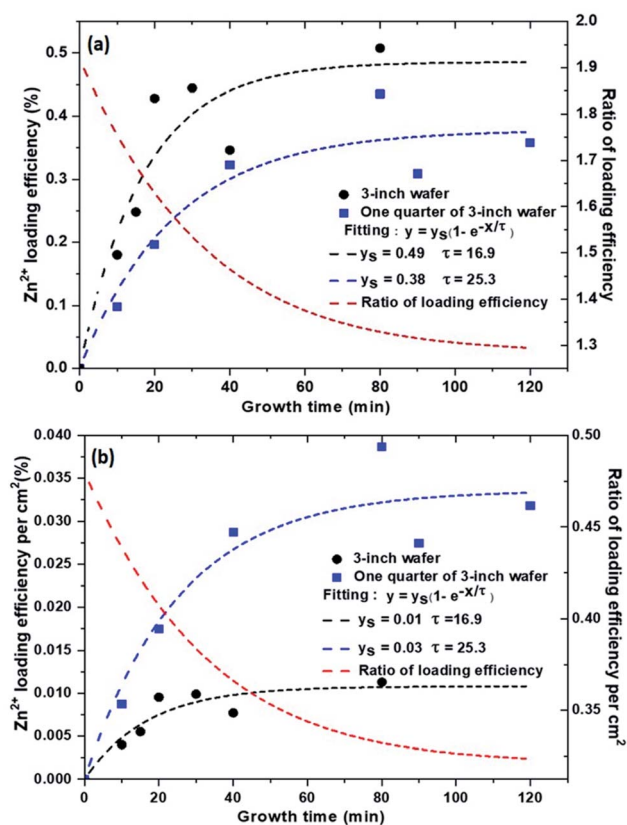 (a)
Zn2+ loading efficiency (%)
0.5
0.4
0.3
0.2
0.1
0.0
2.0
1.9
1.8
1.7
1.6
1.5
1.4
1.3
Ratio of loading efficiency
3-inch wafer
One quarter of 3-inch wafer
Fitting : y = ys(1- e-x/τ)
ys = 0.49 τ = 16.9
ys = 0.38 τ = 25.3
Ratio of loading efficiency
0 20 40 60 80 100 120
Growth time (min)
(b)
Zn2+ loading efficiency per cm2(%)
0.040
0.035
0.030
0.025
0.020
0.015
0.010
0.005
0.000
0.50
0.45
0.40
0.35
Ratio of loading efficiency per cm2
3-inch wafer
One quarter of 3-inch wafer
Fitting : y = ys(1- e-x/τ)
ys = 0.01 τ =16.9
ys = 0.03 τ = 25.3
Ratio of loading efficiency
0 20 40 60 80 100 120
Growth time (min)